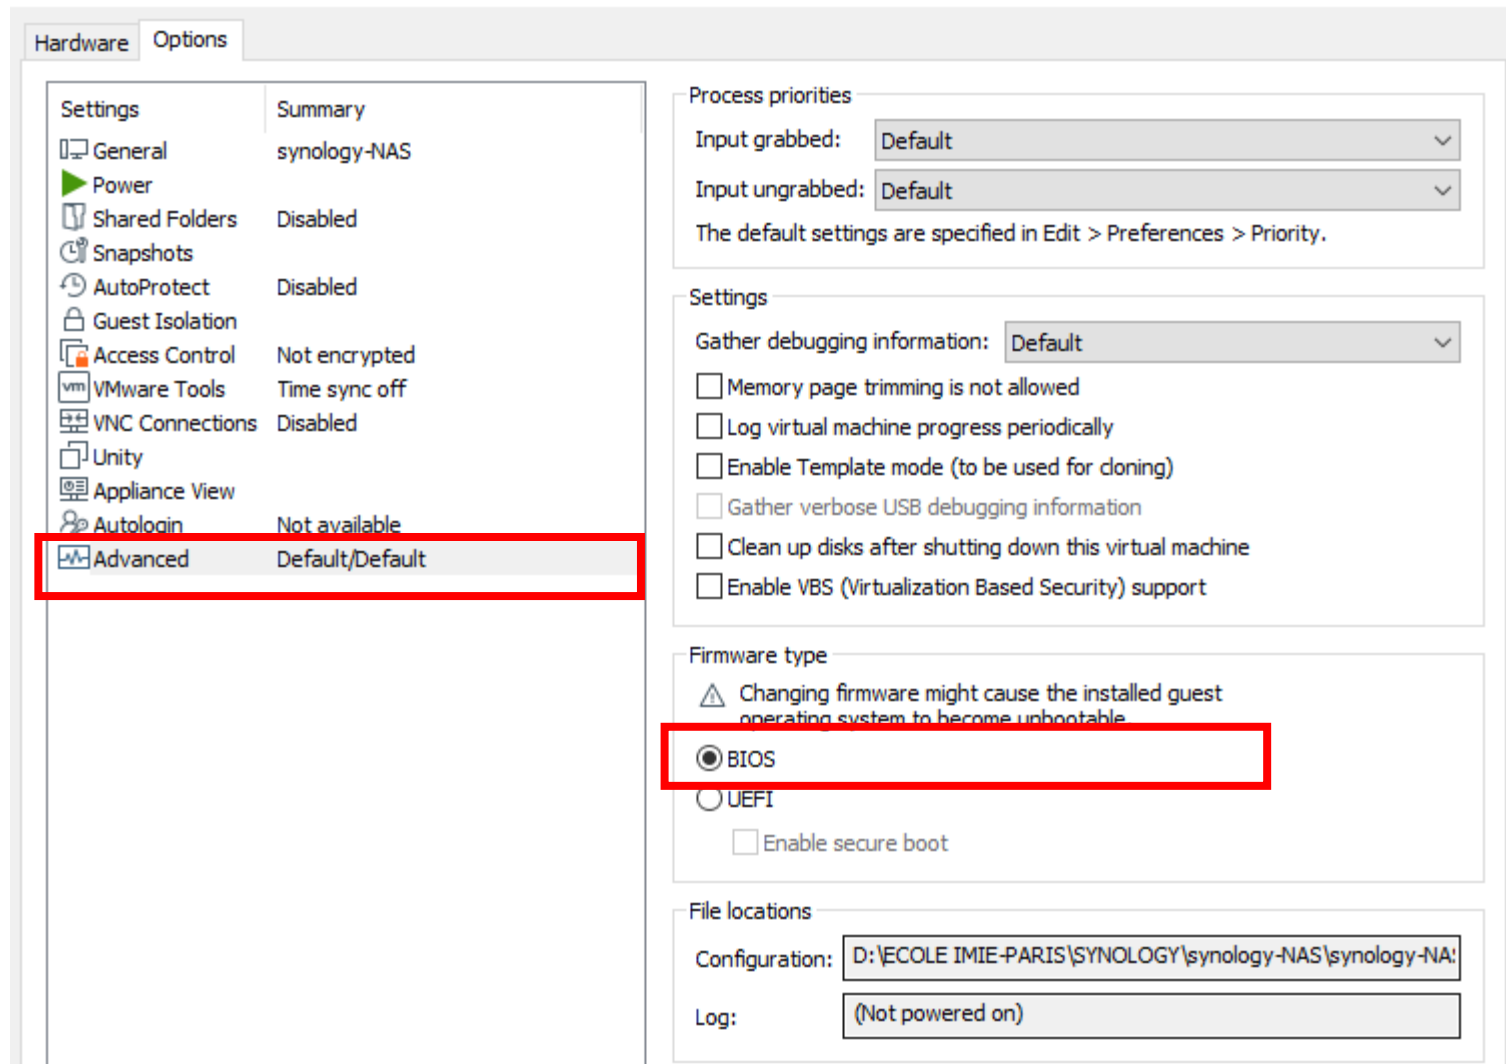 Hardware
Options
Settings Summary
General synology-NAS
Power
Shared Folders Disabled
Snapshots
AutoProtect Disabled
Guest Isolation
Access Control Not encrypted
vm VMware Tools Time sync off
VNC Connections Disabled
Unity
Appliance View
Autologin Not available
Advanced Default/Default
Process priorities
Input grabbed: Default
Input ungrabbed: Default
The default settings are specified in Edit > Preferences > Priority.
Settings
Gather debugging information: Default
Memory page trimming is not allowed
Log virtual machine progress periodically
Enable Template mode (to be used for cloning)
Gather verbose USB debugging information
Clean up disks after shutting down this virtual machine
Enable VBS (Virtualization Based Security) support
Firmware type
Changing firmware might cause the installed guest
operating system to become unbootable.
BIOS
UEFI
Enable secure boot
File locations
Configuration: D:\ECOLE IMIE-PARIS\SYNOLOGY\synology-NAS\synology-NAS
Log: (Not powered on)